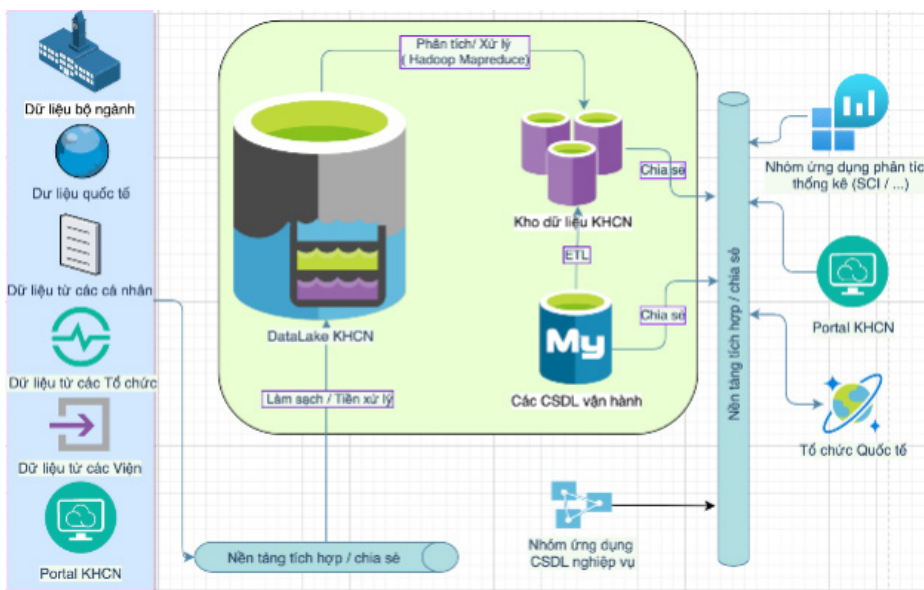 Dữ liệu bộ ngành
Dư liệu quốc tế
Dữ liệu từ các cá nhân
Dữ liệu từ các Tổ chức
Dữ liệu từ các Viện
Portal KHCN
Phân tích/ Xử lý
( Hadoop Mapreduce)
DataLake KHCN
Làm sạch / Tiền xử lý
Nền tảng tích hợp / chia sẻ
Kho dữ liệu KHCN
Chia sẻ
ETL
My
Chia sẻ
Các CSDL vận hành
Nhóm ứng dụng
CSDL nghiệp vụ
Nền tảng tích hợp / chia sẻ
Nhóm ứng dụng phân tíc
thống kê (SCI / ...)
Portal KHCN
Tổ chức Quốc tế